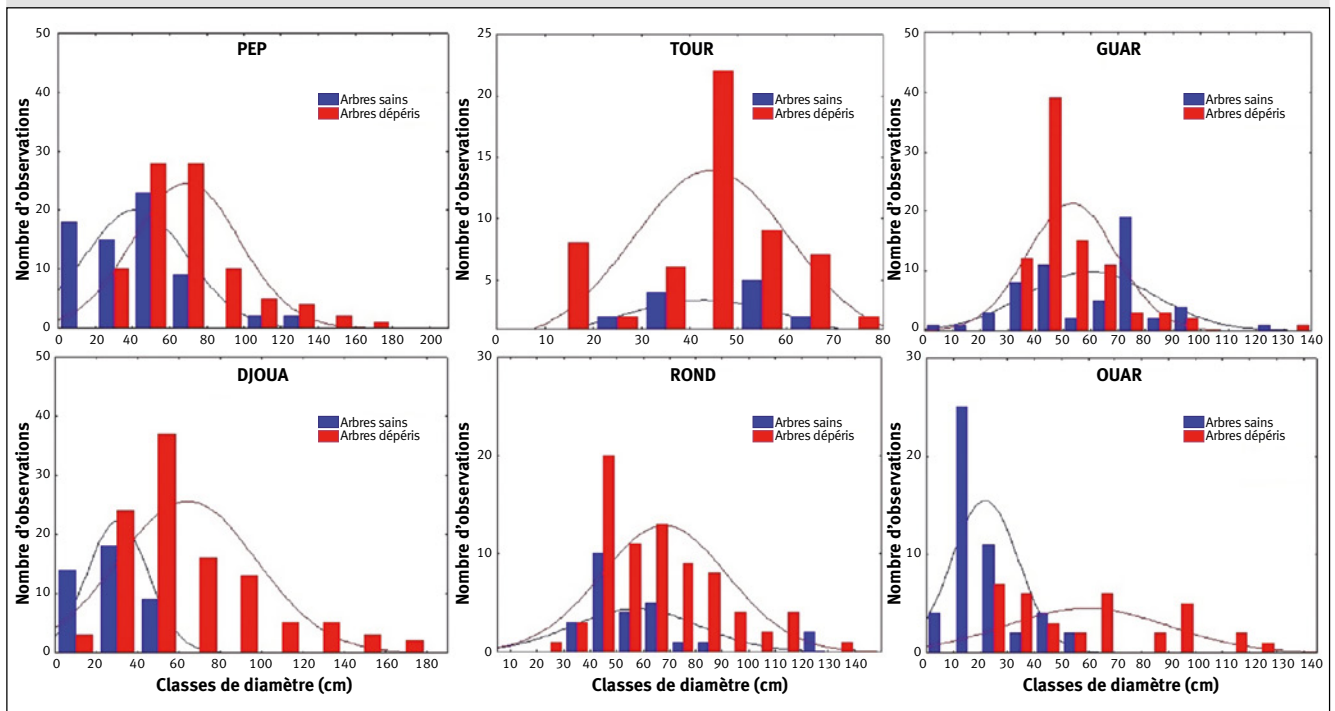 PEP
50
40
30
20
10
0
0 20 40 60 80 100 120 140 160 180 200
Nombre d'observations
Arbres sains
Arbres dépéris
TOUR
25
20
15
10
5
0 10 20 30 40 50 60 70 80
Nombre d'observations
Arbres sains
Arbres dépéris
GUAR
50
40
30
20
10
0
0 10 20 30 40 50 60 70 80 90 100 110 120 130 140
Nombre d'observations
Arbres sains
Arbres dépéris
DJOUA
50
40
30
20
10
0
0 20 40 60 80 100 120 140 160 180
Nombre d'observations
Arbres sains
Arbres dépéris
Classes de diamètre (cm)
ROND
30
20
10
0
10 20 30 40 50 60 70 80 90 100 110 120 130 140
Nombre d'observations
Arbres sains
Arbres dépéris
Classes de diamètre (cm)
OUAR
30
20
10
0
0 10 20 30 40 50 60 70 80 90 100 110 120 130 140
Nombre d'observations
Arbres sains
Arbres dépéris
Classes de diamètre (cm)